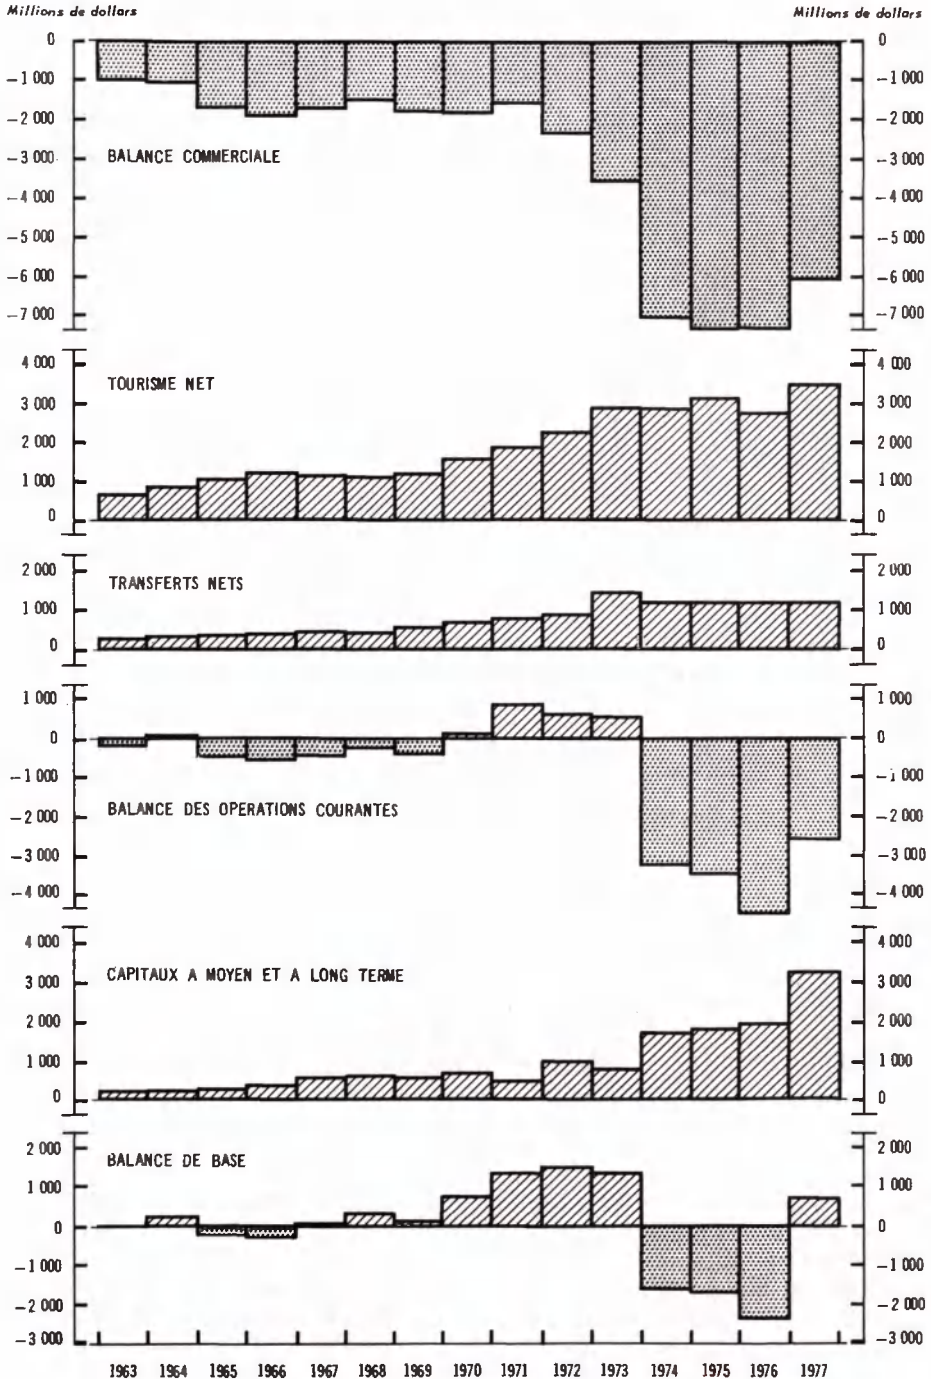 Millions de dollars Millions de dollars
0 0
−1 000 −1 000
−2 000 −2 000
−3 000 −3 000
BALANCE COMMERCIALE
−4 000 −4 000
−5 000 −5 000
−6 000 −6 000
−7 000 −7 000
4 000 4 000
TOURISME NET
3 000 3 000
2 000 2 000
1 000 1 000
0 0
2 000 2 000
TRANSFERTS NETS
1 000 1 000
0 0
1 000 1 000
0 0
−1 000 −1 000
BALANCE DES OPERATIONS COURANTES
−2 000 −2 000
−3 000 −3 000
−4 000 −4 000
4 000 4 000
CAPITAUX A MOYEN ET A LONG TERME
3 000 3 000
2 000 2 000
1 000 1 000
0 0
2 000 2 000
BALANCE DE BASE
1 000 1 000
0 0
−1 000 −1 000
−2 000 −2 000
−3 000 −3 000
1963 1964 1965 1966 1967 1968 1969 1970 1971 1972 1973 1974 1975 1976 1977